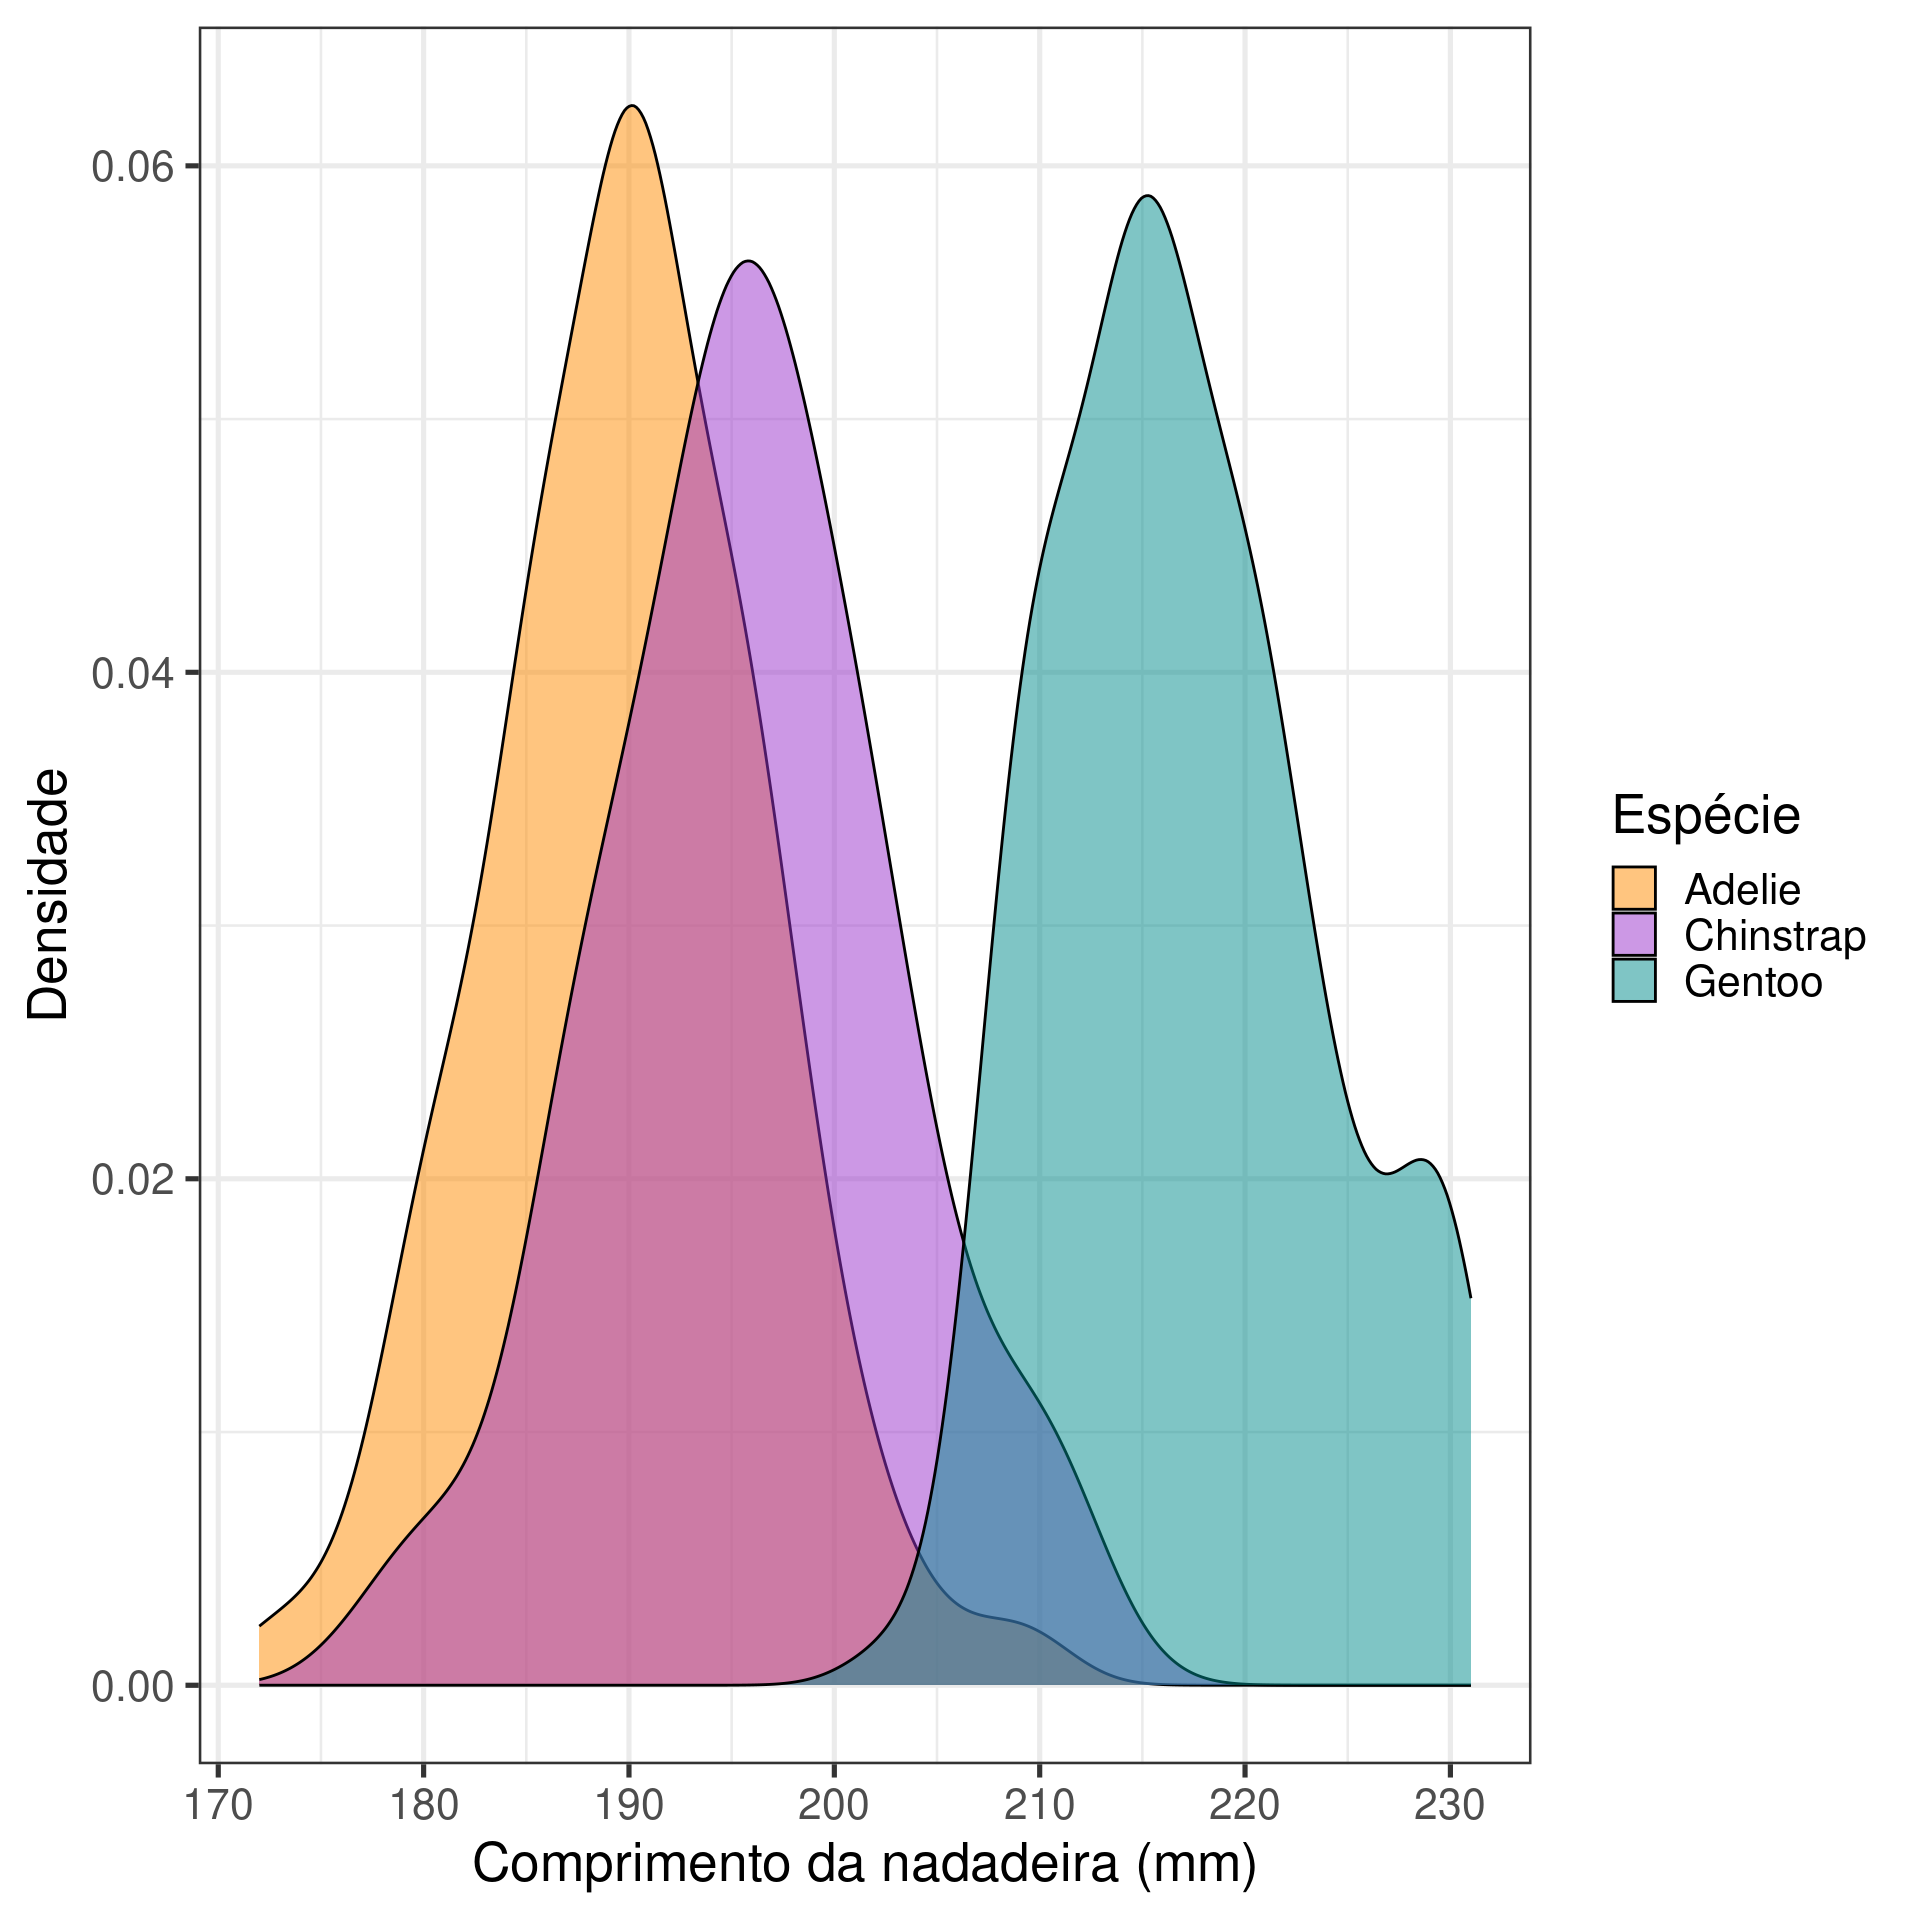 Densidade
0.06
0.04
0.02
0.00
170 180 190 200 210 220 230
Comprimento da nadadeira (mm)
Espécie
Adelie
Chinstrap
Gentoo